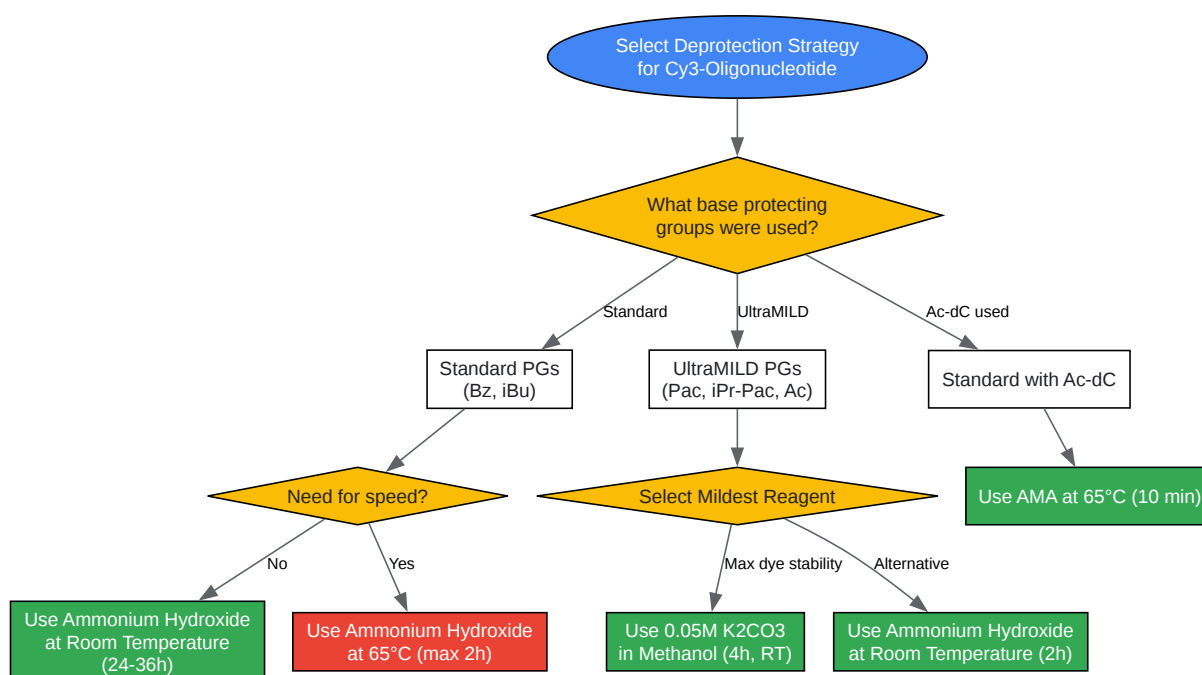 Select Deprotection Strategy
for Cy3-Oligonucleotide
What base protecting
groups were used?
Standard
UltraMILD
Ac-dC used
Standard PGs
(Bz, iBu)
UltraMILD PGs
(Pac, iPr-Pac, Ac)
Standard with Ac-dC
Need for speed?
Select Mildest Reagent
Use AMA at 65°C (10 min)
No
Yes
Max dye stability
Alternative
Use Ammonium Hydroxide
at Room Temperature
(24-36h)
Use Ammonium Hydroxide
at 65°C (max 2h)
Use 0.05M K2CO3
in Methanol (4h, RT)
Use Ammonium Hydroxide
at Room Temperature (2h)